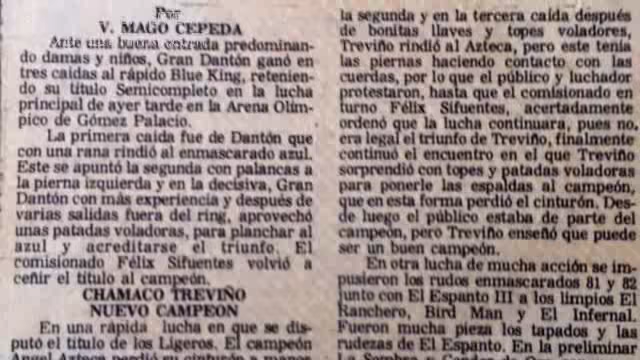 Por
V. MAGO CEPEDA
Ante una buena entrada predominan-
do damas y niños, Gran Dantón ganó en
tres caídas al rápido Blue King, retenien-
do su título Semicompleto en la lucha
principal de ayer tarde en la Arena Olím-
pico de Gómez Palacio.
La primera caída fue de Dantón que
con una rana rindió al enmascarado azul.
Este se apuntó la segunda con palancas a
la pierna izquierda y en la decisiva, Gran
Dantón con más experiencia y después de
varias salidas fuera del ring, aprovechó
unas patadas voladoras, para planchar al
azul y acreditarse el triunfo. El
comisionado Félix Sifuentes volvió a
ceñir el título al campeón.
CHAMACO TREVIÑO
NUEVO CAMPEON
En una rápida lucha en que se dis-
putó el título de los Ligeros. El campeón
Angel Azteca perdió su cinturón a manos
la segunda y en la tercera caída después
de bonitas llaves y topes voladores,
Treviño rindió al Azteca, pero este tenía
las piernas haciendo contacto con las
cuerdas, por lo que el público y luchador
protestaron, hasta que el comisionado en
turno Félix Sifuentes, acertadamente
ordenó que la lucha continuara, pues no
era legal el triunfo de Treviño, finalmente
continuó el encuentro en el que Treviño
sorprendió con topes y patadas voladoras
para ponerle las espaldas al campeón,
que en esta forma perdió el cinturón. Des-
de luego el público estaba de parte del
campeón, pero Treviño enseñó que puede
ser un buen campeón.
En otra lucha de mucha acción se im-
pusieron los rudos enmascarados 81 y 82
junto con El Espanto III a los limpios El
Ranchero, Bird Man y El Infernal.
Fueron mucha pieza los tapados y las
rudezas de El Espanto. En la preliminar